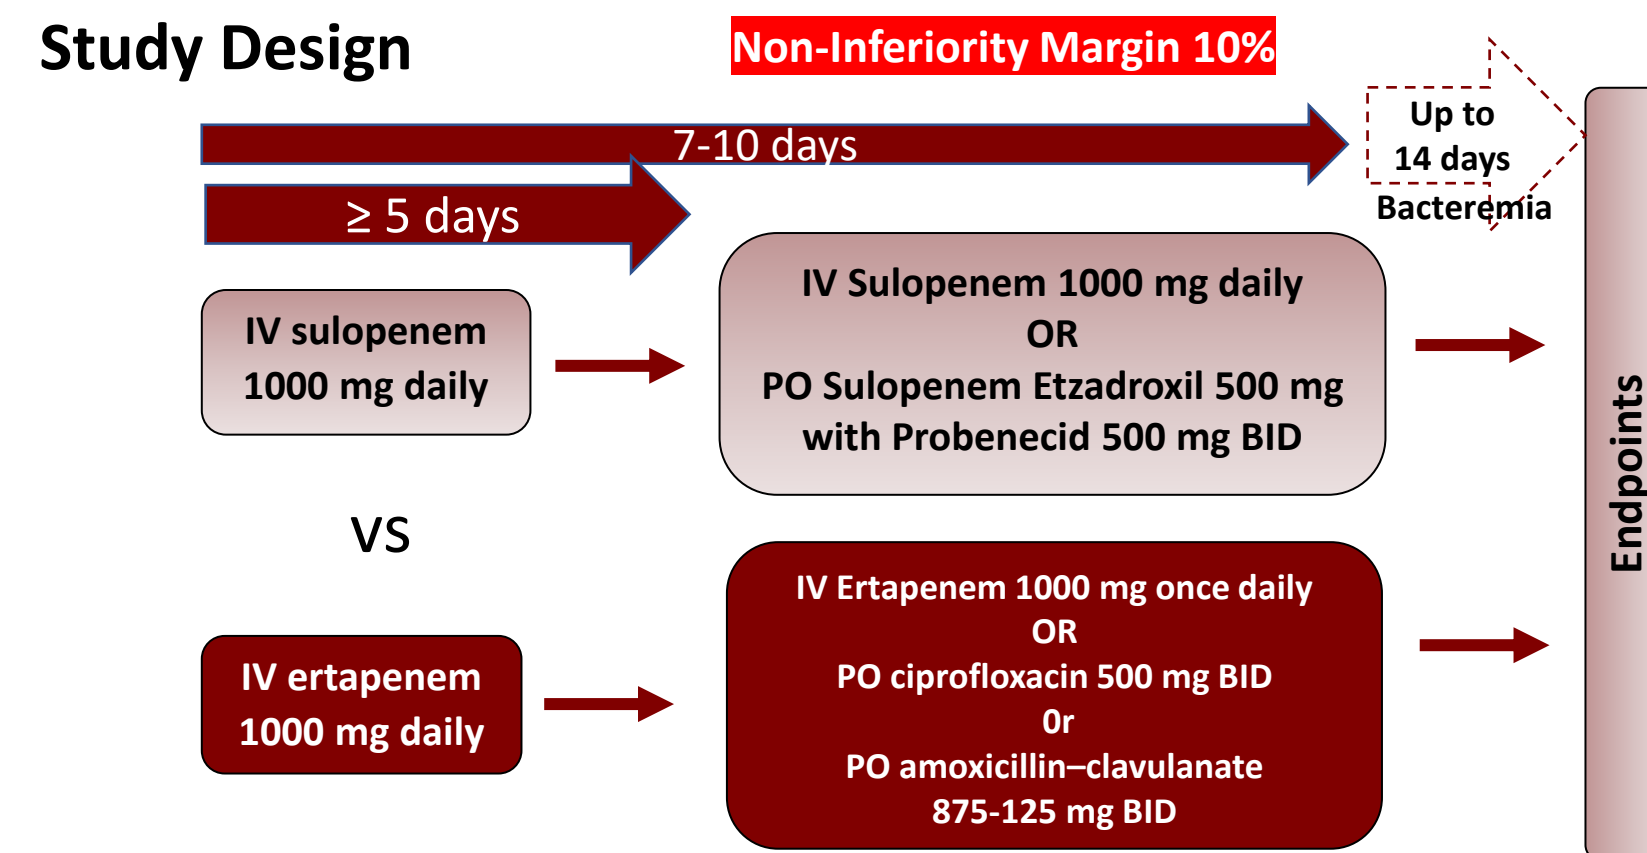 Study Design
Non-Inferiority Margin 10%
7-10 days
Up to
14 days
Bacteremia
≥ 5 days
IV sulopenem
1000 mg daily
IV Sulopenem 1000 mg daily
OR
PO Sulopenem Etzadroxil 500 mg
with Probenecid 500 mg BID
vs
IV ertapenem
1000 mg daily
IV Ertapenem 1000 mg once daily
OR
PO ciprofloxacin 500 mg BID
0r
PO amoxicillin–clavulanate
875-125 mg BID
Endpoints